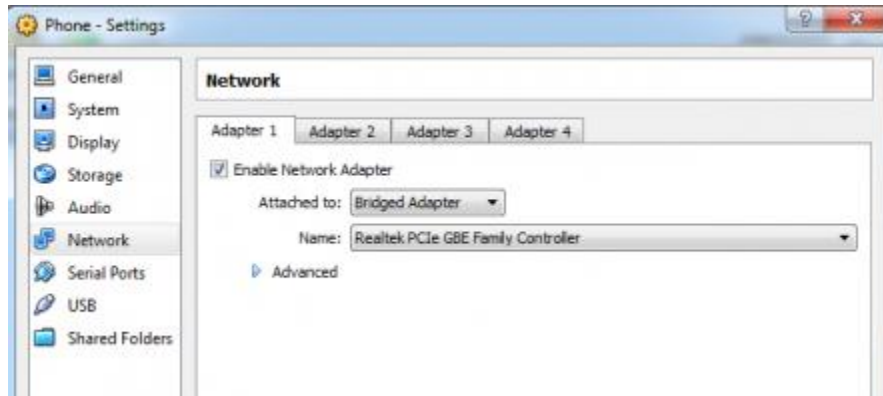 Phone - Settings
General
System
Display
Storage
Audio
Network
Serial Ports
USB
Shared Folders
Network
Adapter 1 Adapter 2 Adapter 3 Adapter 4
Enable Network Adapter
Attached to: Bridged Adapter
Name: Realtek PCIe GBE Family Controller
Advanced